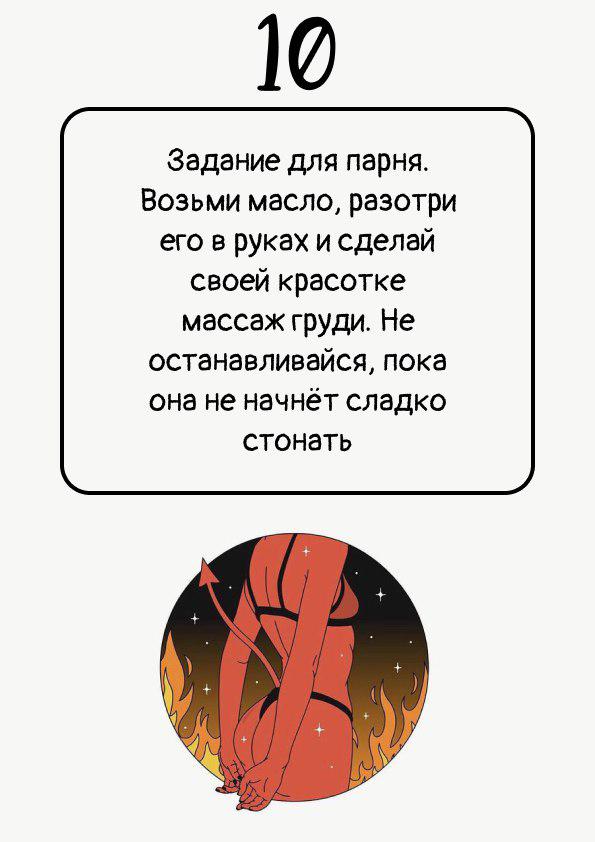 10
Задание для парня.
Возьми масло, разотри
его в руках и сделай
своей красотке
массаж груди. Не
останавливайся, пока
она не начнёт сладко
стонать